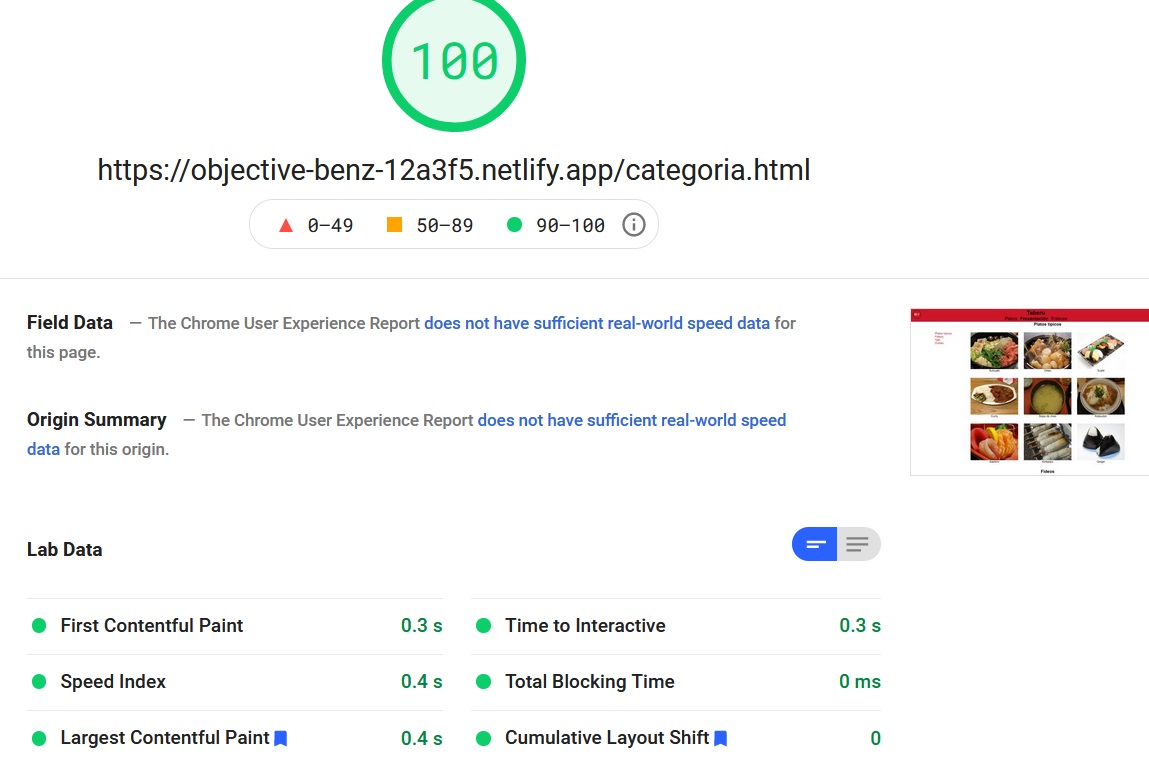 100
https://objective-benz-12a3f5.netlify.app/categoria.html
0–49 50–89 90–100
Field Data — The Chrome User Experience Report does not have sufficient real-world speed data for
this page.
Origin Summary — The Chrome User Experience Report does not have sufficient real-world speed
data for this origin.
Taberu
Platos Presentación Enlaces
Platos típicos
Fideos
Lab Data
First Contentful Paint 0.3 s
Time to Interactive 0.3 s
Speed Index 0.4 s
Total Blocking Time 0 ms
Largest Contentful Paint 0.4 s
Cumulative Layout Shift 0